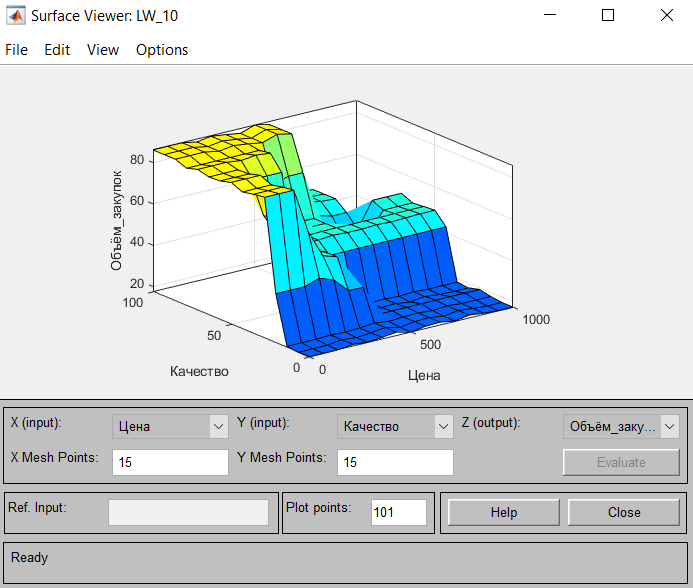 Surface Viewer: LW_10
File Edit View Options
80
60
40
20
Объём_закупок
100
50
0
Качество
0
500
1000
Цена
X (input): Цена Y (input): Качество Z (output): Объём_заку...
X Mesh Points: 15 Y Mesh Points: 15 Evaluate
Ref. Input: Plot points: 101 Help Close
Ready